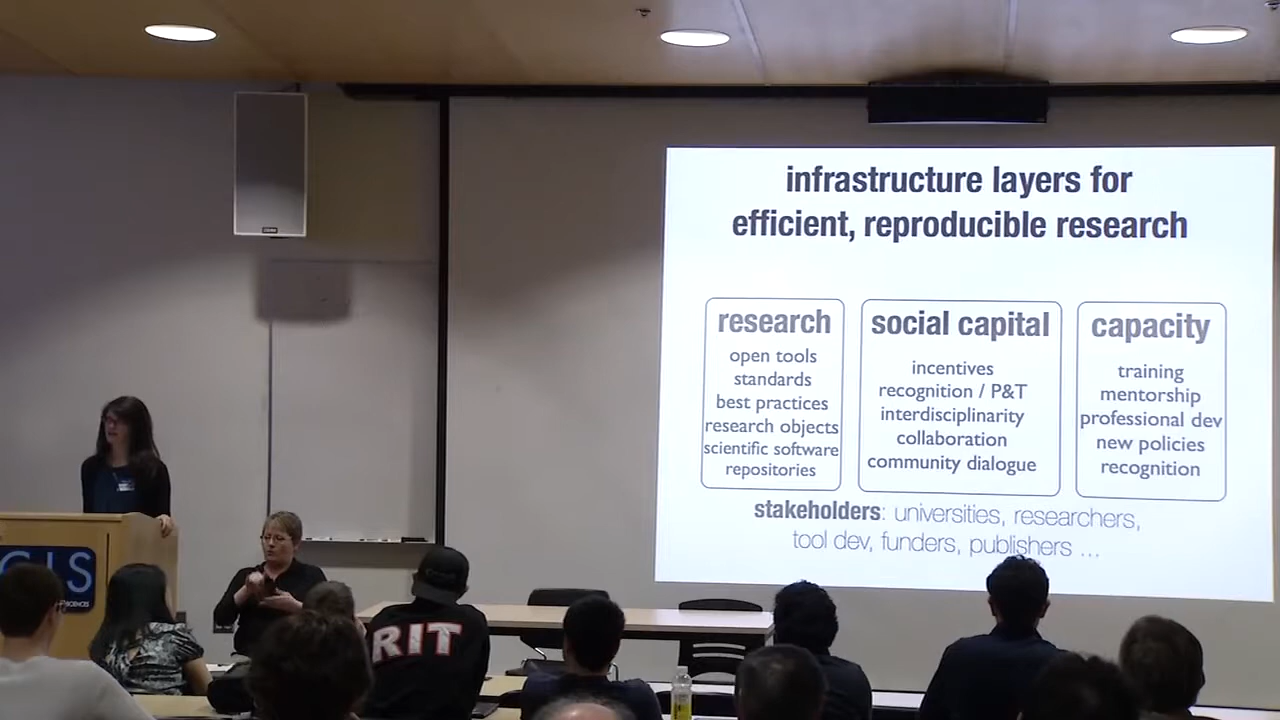 infrastructure layers for
efficient, reproducible research
research
open tools
standards
best practices
research objects
scientific software
repositories
social capital
incentives
recognition / P&T
interdisciplinarity
collaboration
community dialogue
capacity
training
mentorship
professional dev
new policies
recognition
stakeholders: universities, researchers,
tool dev, funders, publishers ...
CIS
SCIENCES
RIT